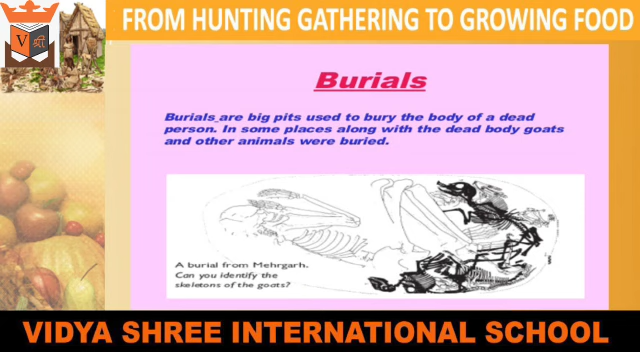 FROM HUNTING GATHERING TO GROWING FOOD
V
Burials
Burials are big pits used to bury the body of a dead
person. In some places along with the dead body goats
and other animals were buried.
A burial from Mehrgarh.
Can you identify the
skeletons of the goats?
VIDYA SHREE INTERNATIONAL SCHOOL